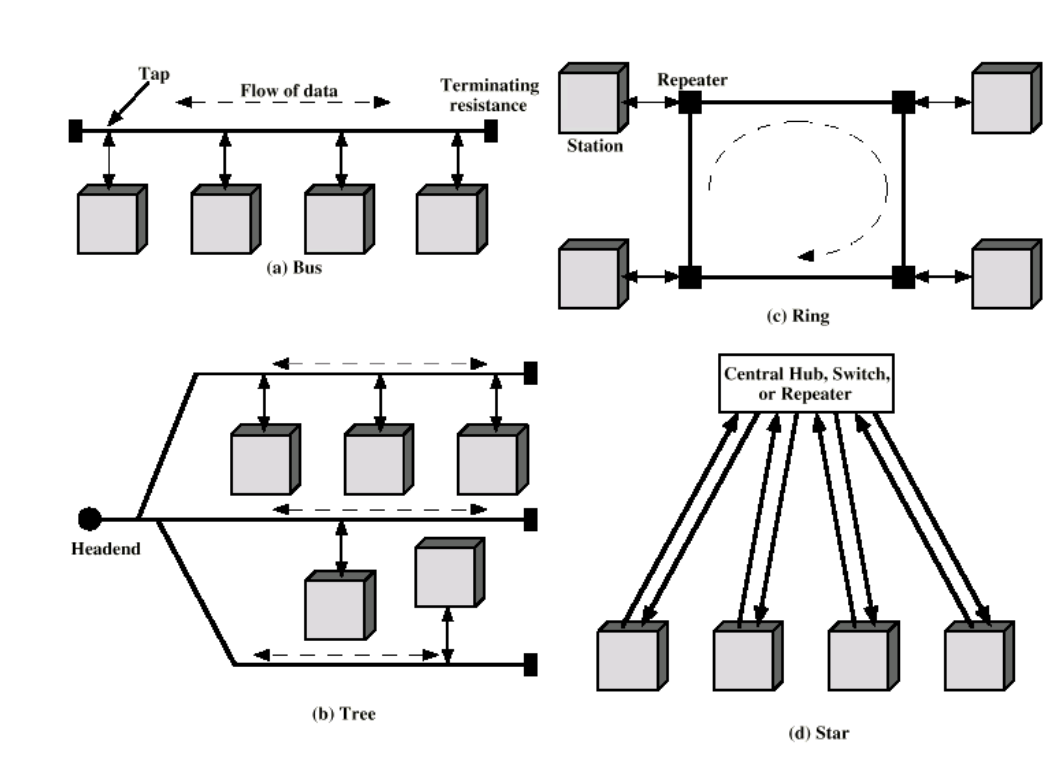 Tap
Flow of data
Terminating
resistance
(a) Bus
Repeater
Station
(c) Ring
Headend
(b) Tree
Central Hub, Switch,
or Repeater
(d) Star